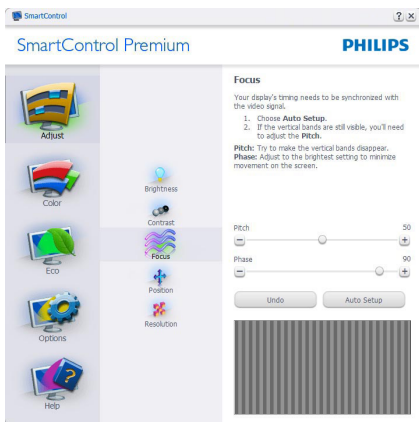 SmartControl
? x
SmartControl Premium
PHILIPS
Adjust
Color
Eco
Options
Help
Brightness
Contrast
Focus
Position
Resolution
Focus
Your display's timing needs to be synchronized with
the video signal.
1. Choose Auto Setup.
2. If the vertical bands are still visible, you'll need
to adjust the Pitch.
Pitch: Try to make the vertical bands disappear.
Phase: Adjust to the brightest setting to minimize
movement on the screen.
Pitch 50
Phase 90
Undo Auto Setup